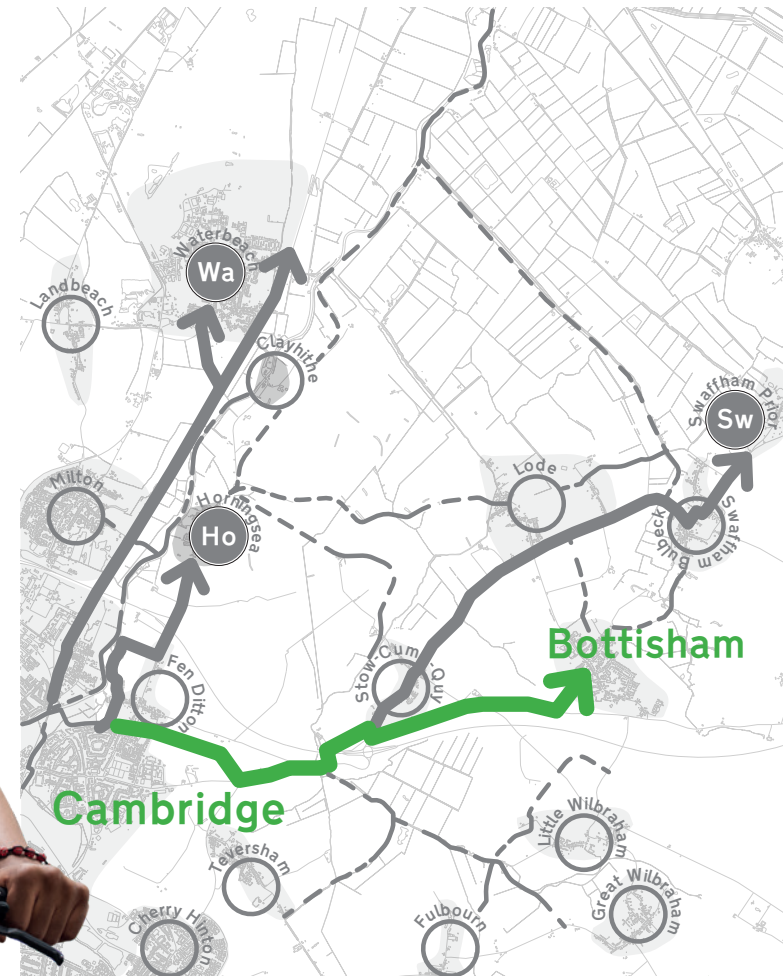 Waterbeach
Wa
Landbeach
Clayhithe
Swaffham Prior
Sw
Milton
Lode
Horningsea
Ho
Swaffham Bulbeck
Bottisham
Fen Ditton
Stow-Cum-Quy
Cambridge
Little Wilbraham
Teversham
Great Wilbraham
Fulbourn
Cherry Hinton